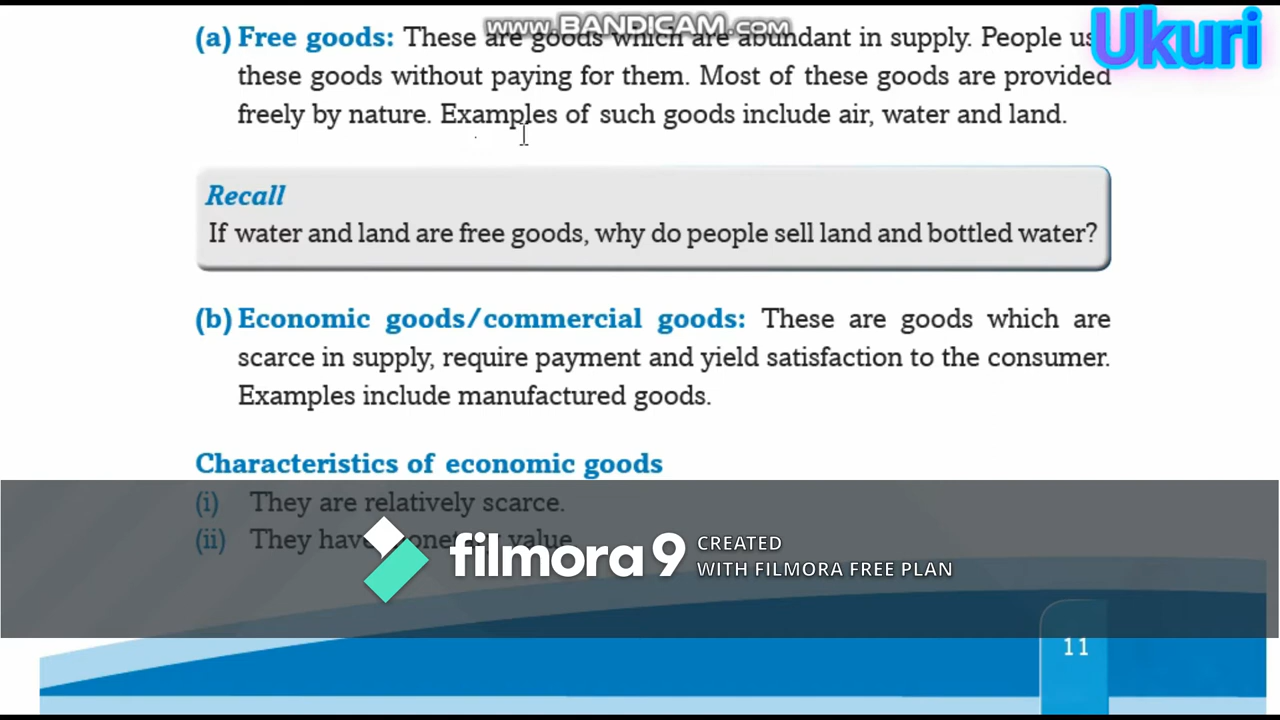 www.BANDICAM.com
Ukuri
(a) Free goods: These are goods which are abundant in supply. People us
these goods without paying for them. Most of these goods are provided
freely by nature. Examples of such goods include air, water and land.
Recall
If water and land are free goods, why do people sell land and bottled water?
(b) Economic goods/commercial goods: These are goods which are
scarce in supply, require payment and yield satisfaction to the consumer.
Examples include manufactured goods.
Characteristics of economic goods
(i) They are relatively scarce.
(ii) They have monetary value.
filmora 9 CREATED
WITH FILMORA FREE PLAN
11